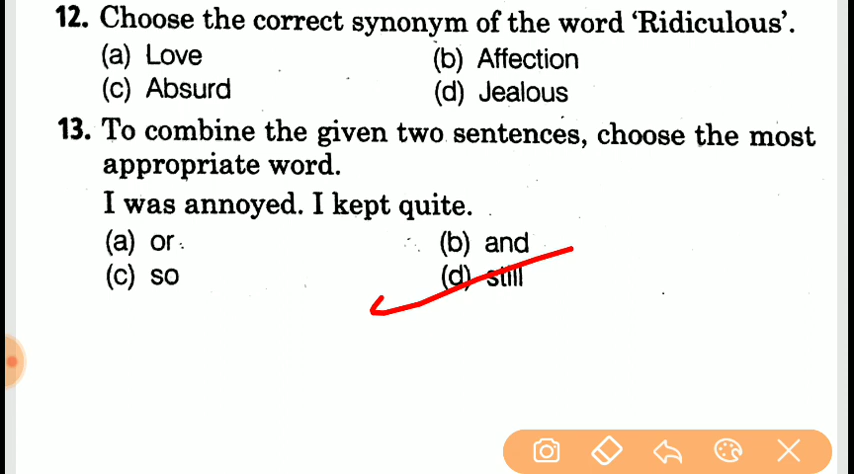 12. Choose the correct synonym of the word ‘Ridiculous’.
(a) Love (b) Affection
(c) Absurd (d) Jealous
13. To combine the given two sentences, choose the most
appropriate word.
I was annoyed. I kept quite.
(a) or (b) and
(c) so (d) still